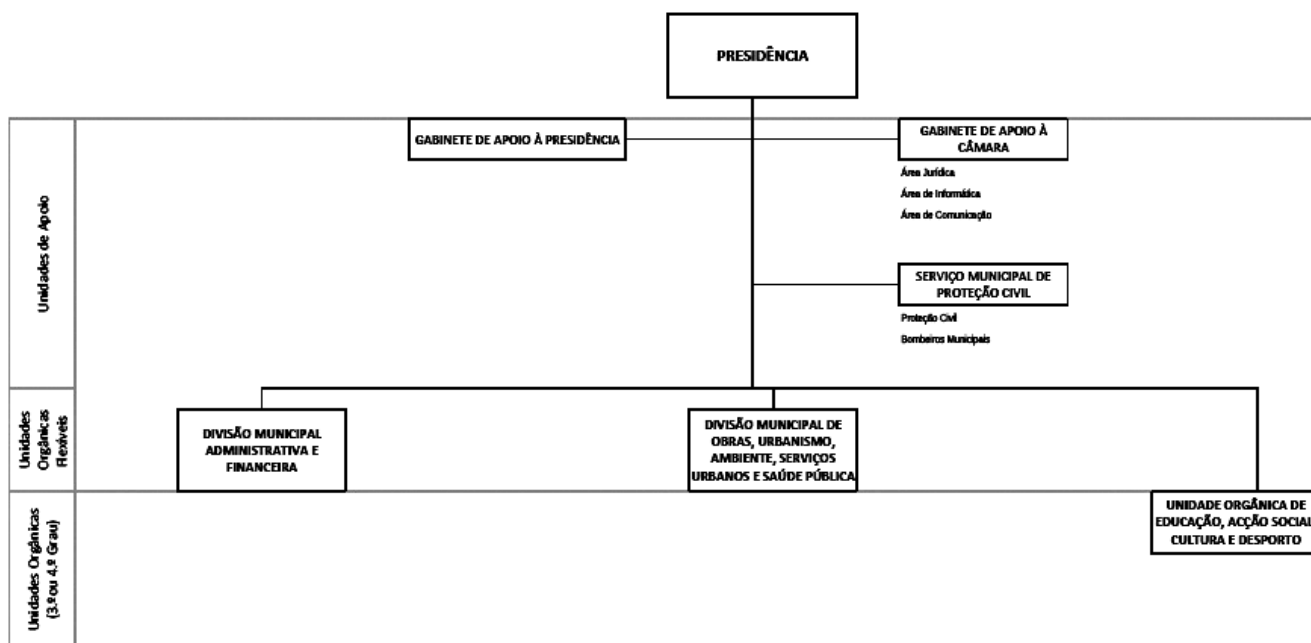 PRESIDÊNCIA
GABINETE DE APOIO À PRESIDÊNCIA
GABINETE DE APOIO À
CÂMARA
Área Jurídica
Área de Informática
Área de Comunicação
Unidades de Apoio
SERVIÇO MUNICIPAL DE
PROTEÇÃO CIVIL
Proteção Civil
Bombeiros Municipais
Unidades
Orgânicas
Flexíveis
DIVISÃO MUNICIPAL
ADMINISTRATIVA E
FINANCEIRA
DIVISÃO MUNICIPAL DE
OBRAS, URBANISMO,
AMBIENTE, SERVIÇOS
URBANOS E SAÚDE PÚBLICA
Unidades Orgânicas
(3.º ou 4.º Grau)
UNIDADE ORGÂNICA DE
EDUCAÇÃO, ACÇÃO SOCIAL
CULTURA E DESPORTO